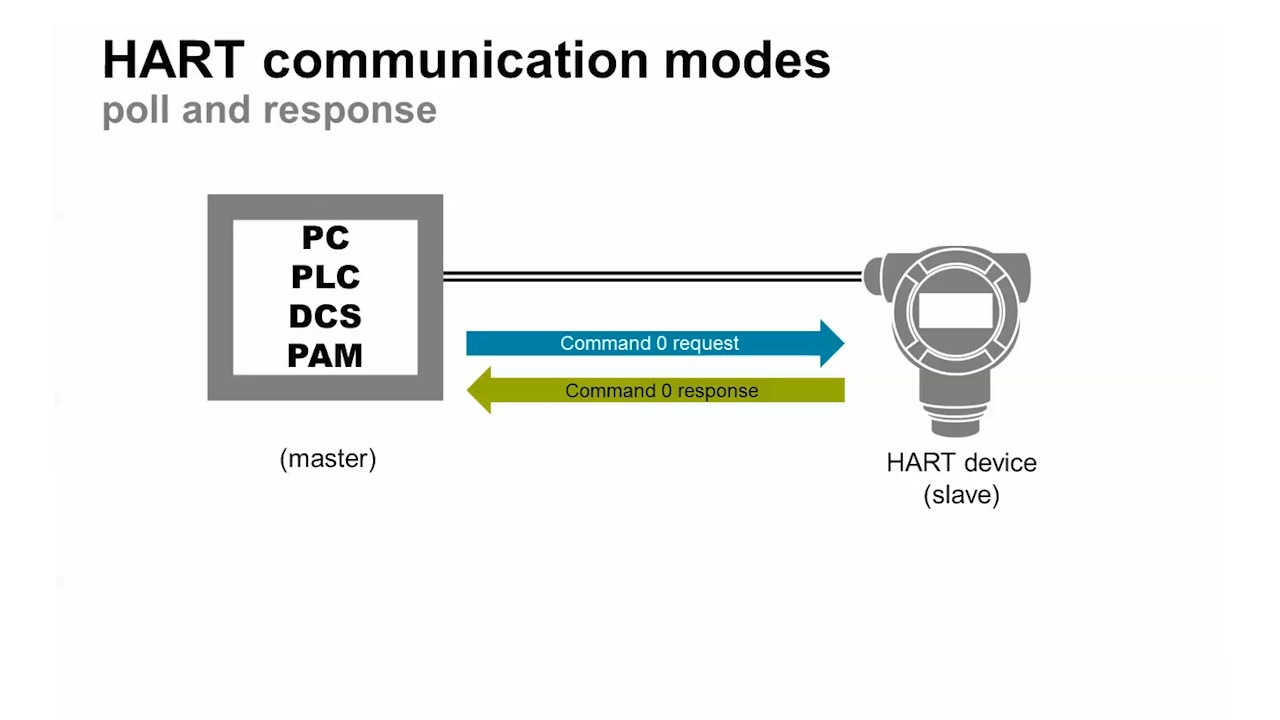 HART communication modes
poll and response
PC
PLC
DCS
PAM
Command 0 request
Command 0 response
(master)
HART device
(slave)